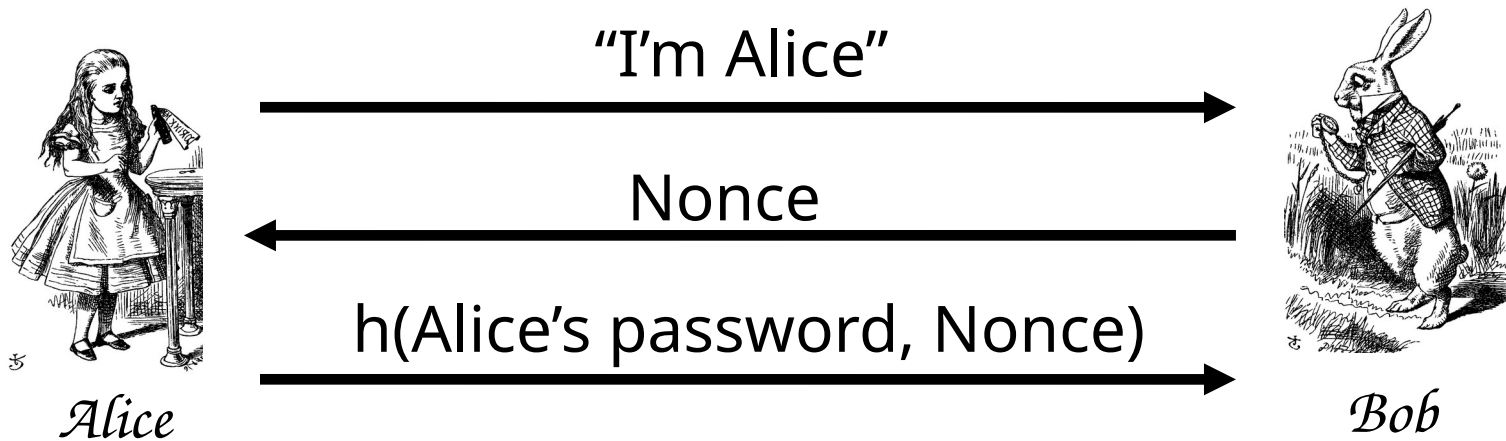 “I’m Alice”
Nonce
h(Alice’s password, Nonce)
Alice
Bob